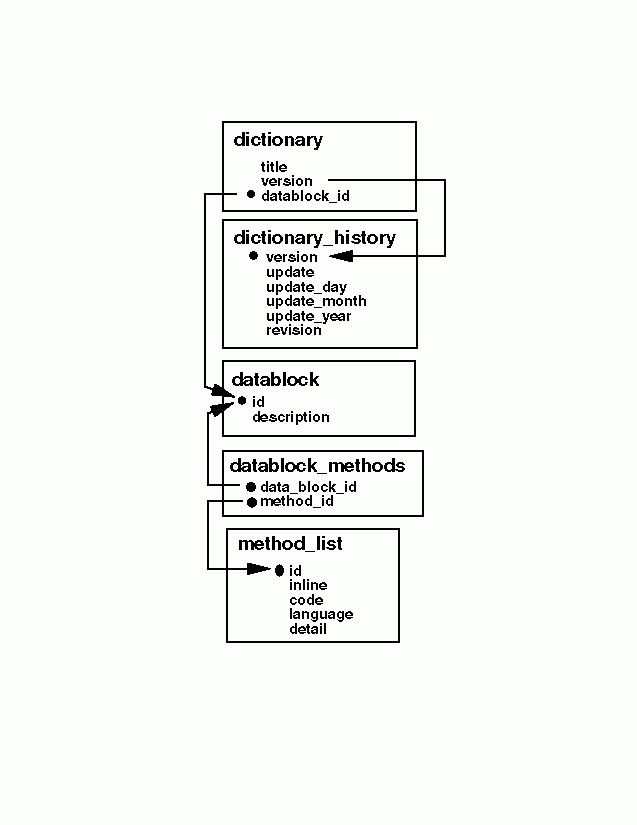 dictionary
title
version
datablock_id
dictionary_history
version
update
update_day
update_month
update_year
revision
datablock
id
description
datablock_methods
data_block_id
method_id
method_list
id
inline
code
language
detail